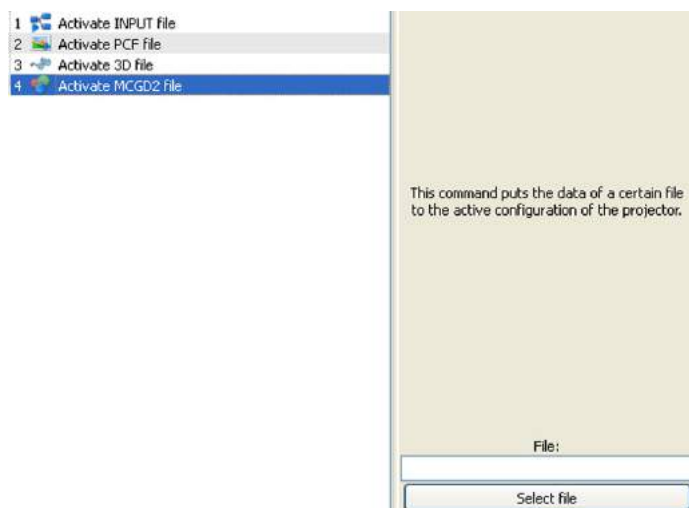 1 Activate INPUT file
2 Activate PCF file
3 Activate 3D file
4 Activate MCGD2 file
This command puts the data of a certain file
to the active configuration of the projector.
File:
Select file